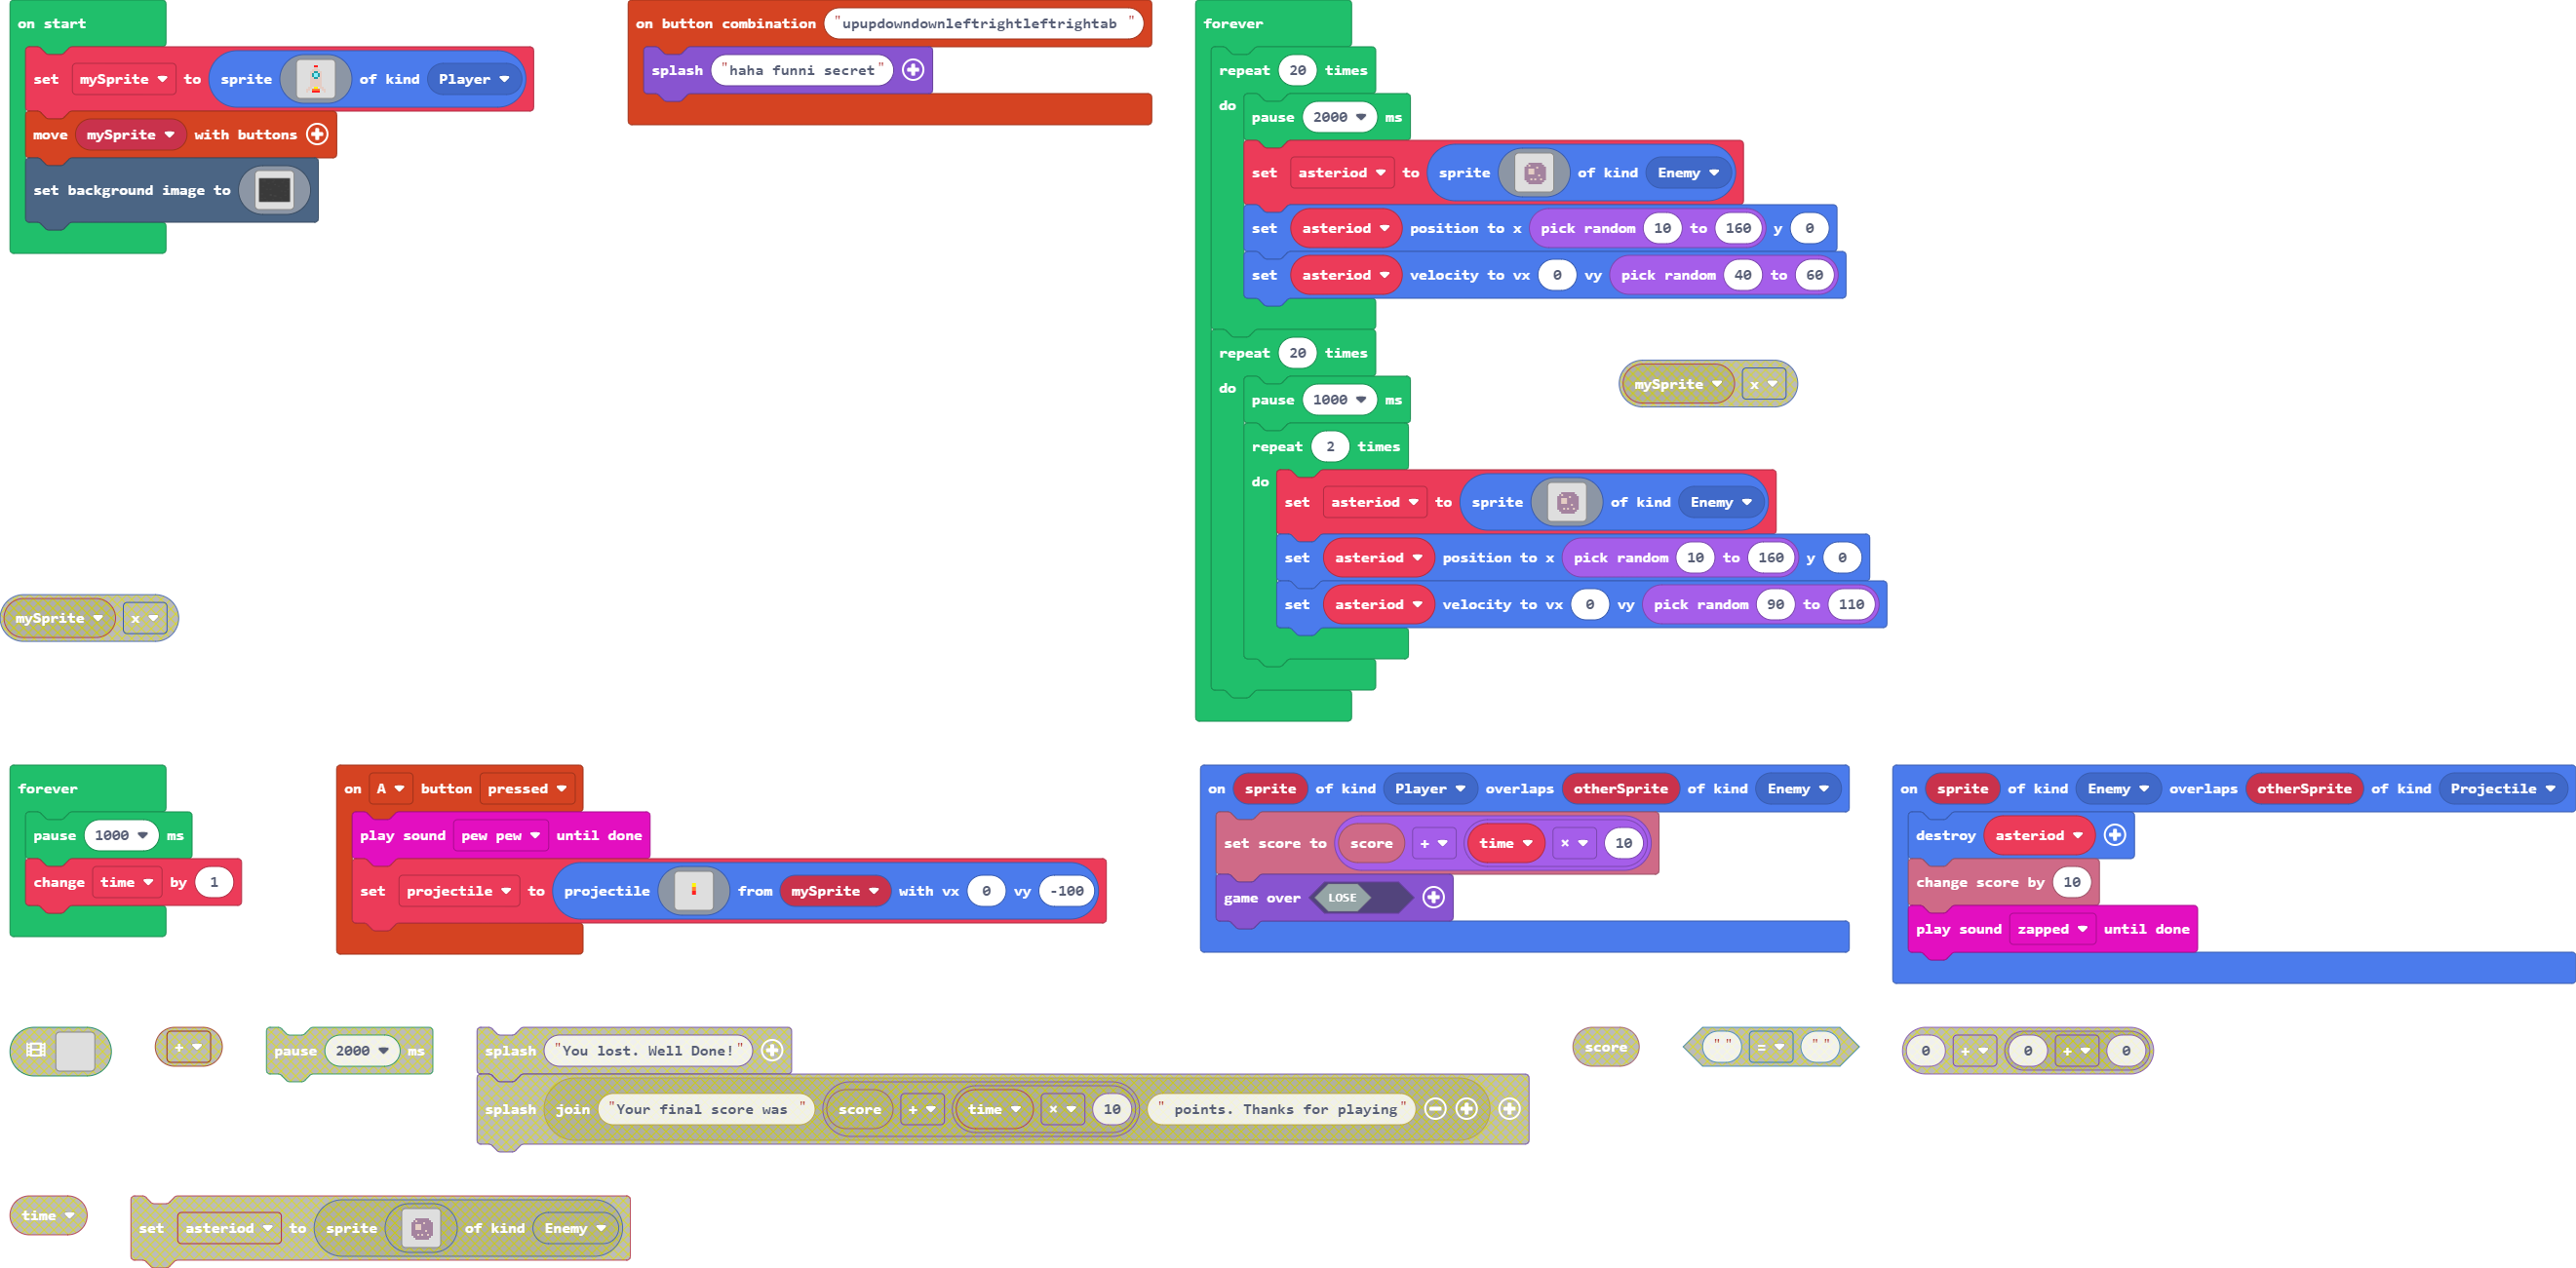 on start
set mySprite to sprite of kind Player
move mySprite with buttons
set background image to
on button combination "upupdowndownleftrightleftrightab "
splash "haha funni secret"
forever
repeat 20 times
do
pause 2000 ms
set asteriod to sprite of kind Enemy
set asteriod position to x pick random 10 to 160 y 0
set asteriod velocity to vx 0 vy pick random 40 to 60
repeat 20 times
do
pause 1000 ms
repeat 2 times
do
set asteriod to sprite of kind Enemy
set asteriod position to x pick random 10 to 160 y 0
set asteriod velocity to vx 0 vy pick random 90 to 110
mySprite x
mySprite x
forever
pause 1000 ms
change time by 1
on A button pressed
play sound pew pew until done
set projectile to projectile from mySprite with vx 0 vy -100
on sprite of kind Player overlaps otherSprite of kind Enemy
set score to score + time × 10
game over LOSE
on sprite of kind Enemy overlaps otherSprite of kind Projectile
destroy asteriod
change score by 10
play sound zapped until done
+
pause 2000 ms
splash "You lost. Well Done!"
splash join "Your final score was " score + time × 10 " points. Thanks for playing"
score
"" = ""
0 + 0 + 0
time
set asteriod to sprite of kind Enemy